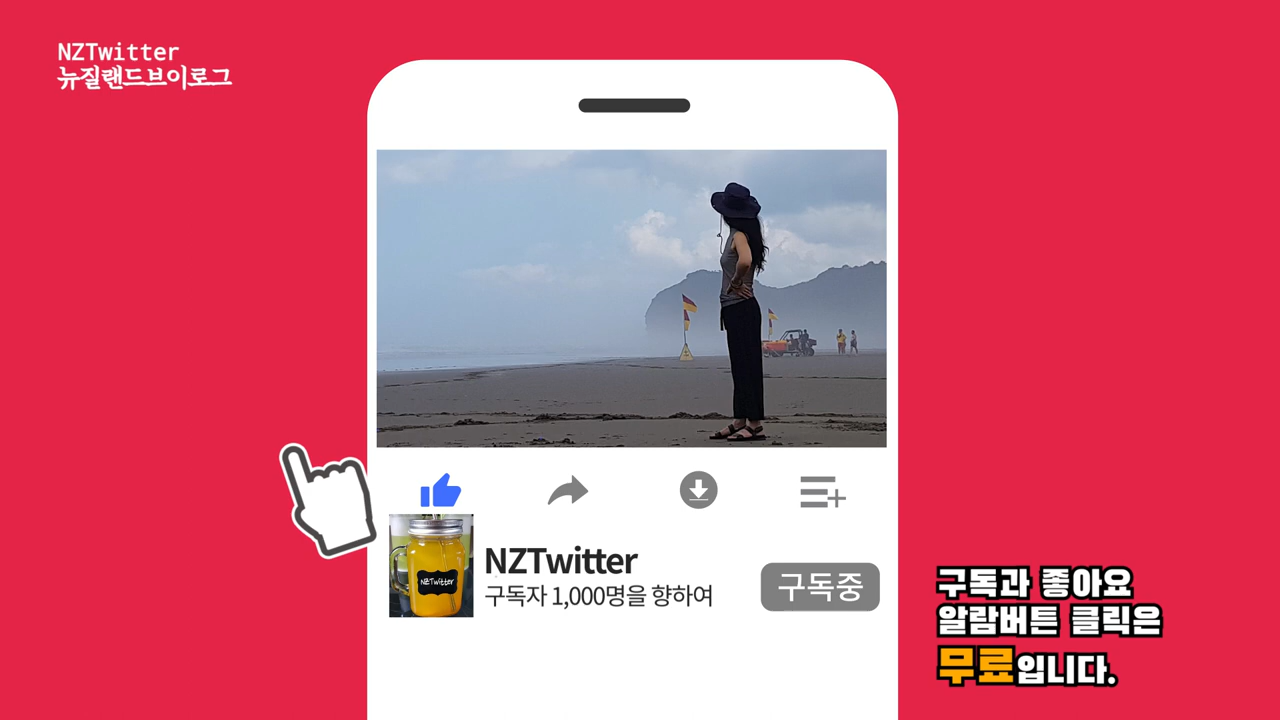 NZTwitter
뉴질랜드브이로그
NZTwitter
NZTwitter
구독자 1,000명을 향하여
구독중
구독과 좋아요
알람버튼 클릭은
무료입니다.